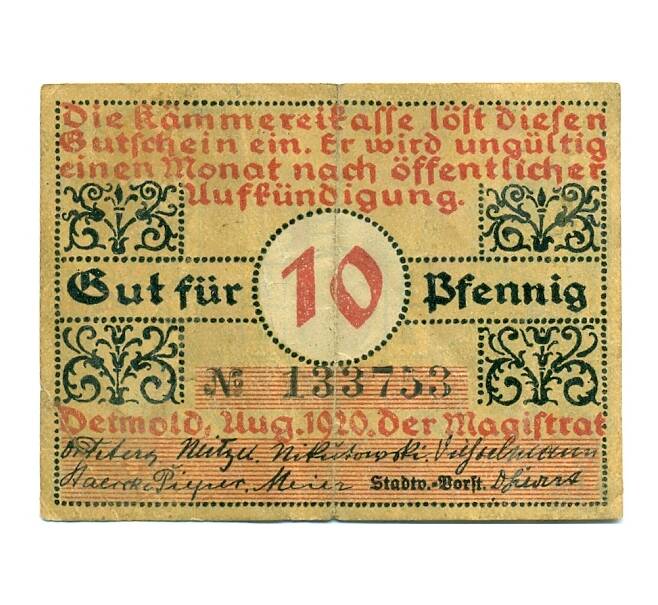 Die Kämmereikasse löst diesen
Gutschein ein. Er wird ungültig
einen Monat nach öffentlicher
Aufkündigung.
Gut für 10 Pfennig
№ 133753
Detmold, Aug. 1920. Der Magistrat
Meier Stadtv.-Vorst.